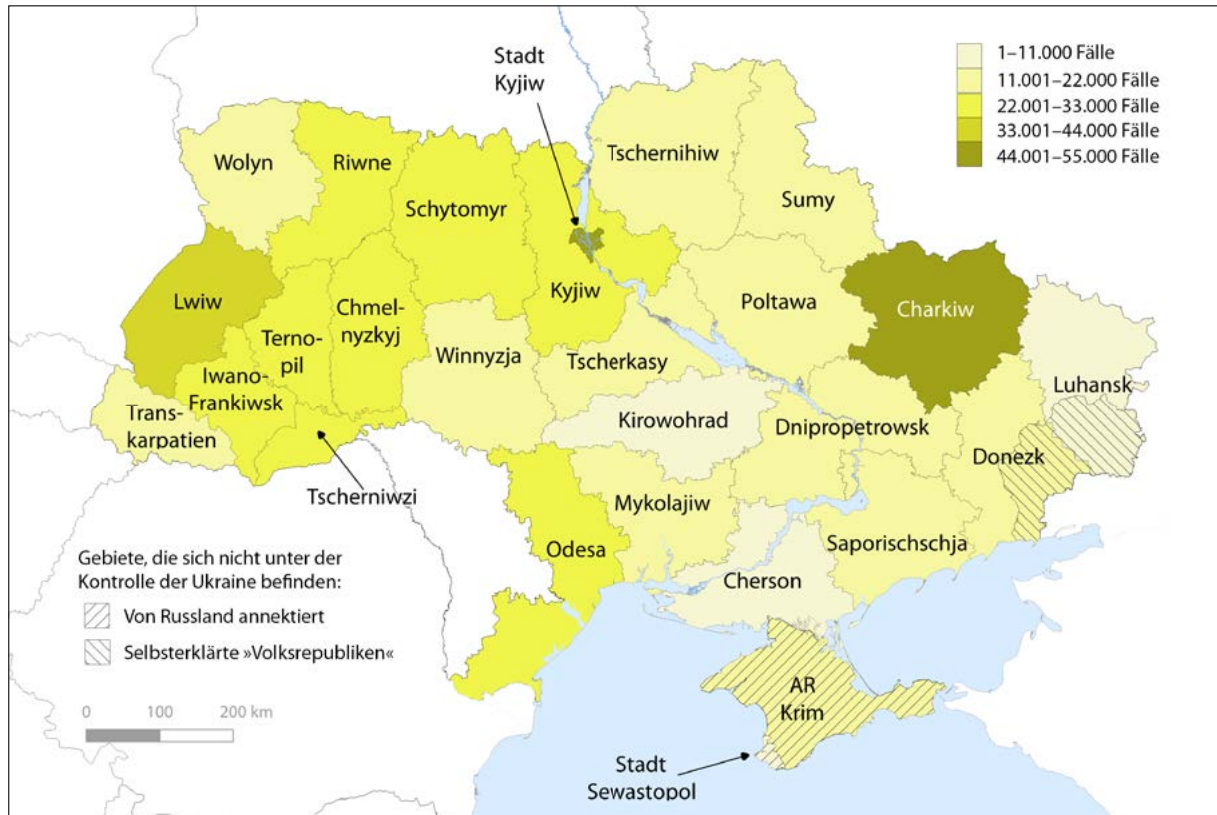 Stadt
Kyjiw
1–11.000 Fälle
11.001–22.000 Fälle
22.001–33.000 Fälle
33.001–44.000 Fälle
44.001–55.000 Fälle
Wolyn
Riwne
Schytomyr
Tschernihiw
Sumy
Lwiw
Terno-
pil
Chmel-
nyzkyj
Kyjiw
Poltawa
Charkiw
Winnyzja
Tscherkasy
Luhansk
Iwano-
Frankiwsk
Trans-
karpatien
Kirowohrad
Dnipropetrowsk
Donezk
Tscherniwzi
Mykolajiw
Odesa
Saporischschja
Cherson
Gebiete, die sich nicht unter der
Kontrolle der Ukraine befinden:
Von Russland annektiert
Selbsterklärte »Volksrepubliken«
0 100 200 km
AR
Krim
Stadt
Sewastopol